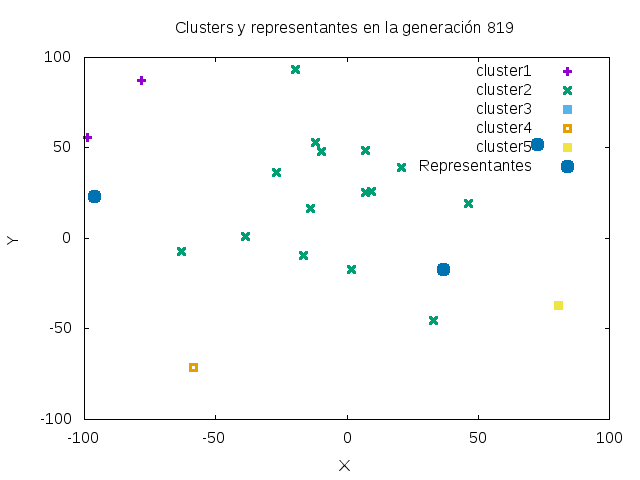 Clusters y representantes en la generación 819
100
50
0
-50
-100
-100 -50 0 50 100
Y
X
cluster1
cluster2
cluster3
cluster4
cluster5
Representantes